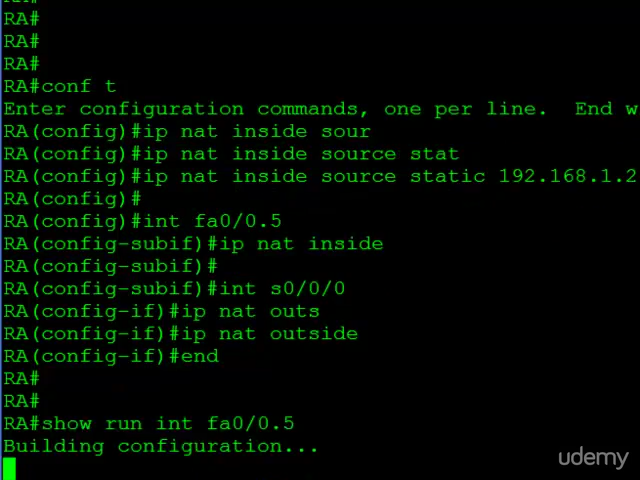 RA#
RA#
RA#
RA#conf t
Enter configuration commands, one per line.  End w
RA(config)#ip nat inside sour
RA(config)#ip nat inside source stat
RA(config)#ip nat inside source static 192.168.1.2
RA(config)#
RA(config)#int fa0/0.5
RA(config-subif)#ip nat inside
RA(config-subif)#
RA(config-subif)#int s0/0/0
RA(config-if)#ip nat outs
RA(config-if)#ip nat outside
RA(config-if)#end
RA#
RA#
RA#show run int fa0/0.5
Building configuration...
udemy